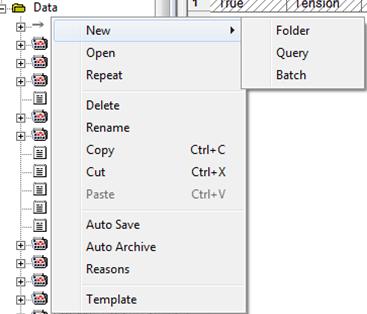 Data
1 True Tension
New
Folder
Open
Query
Repeat
Batch
Delete
Rename
Copy Ctrl+C
Cut Ctrl+X
Paste Ctrl+V
Auto Save
Auto Archive
Reasons
Template